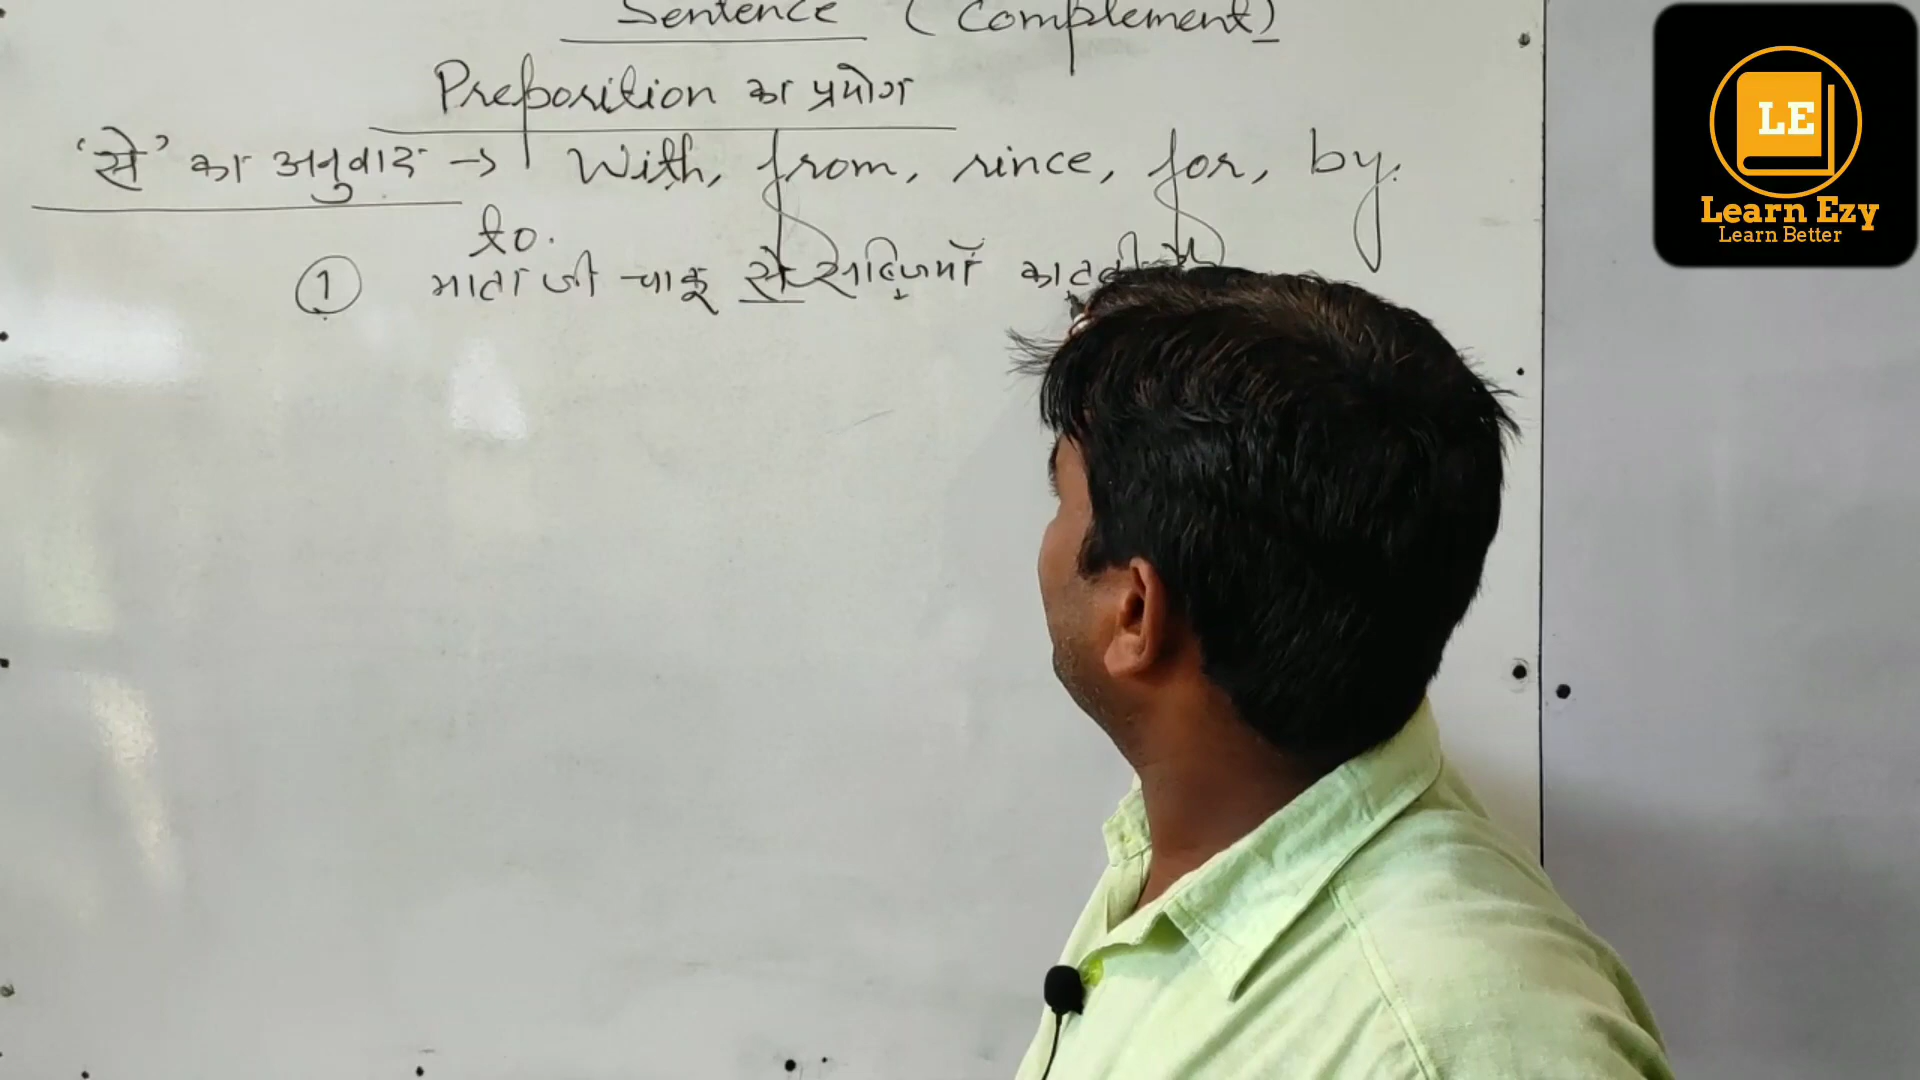 Sentence (Complement)
Preposition का प्रयोग
'से' का अनुवाद → With, from, since, for, by.
to.
① माता जी चाकू से सब्जियाँ काटती
LE
Learn Ezy
Learn Better